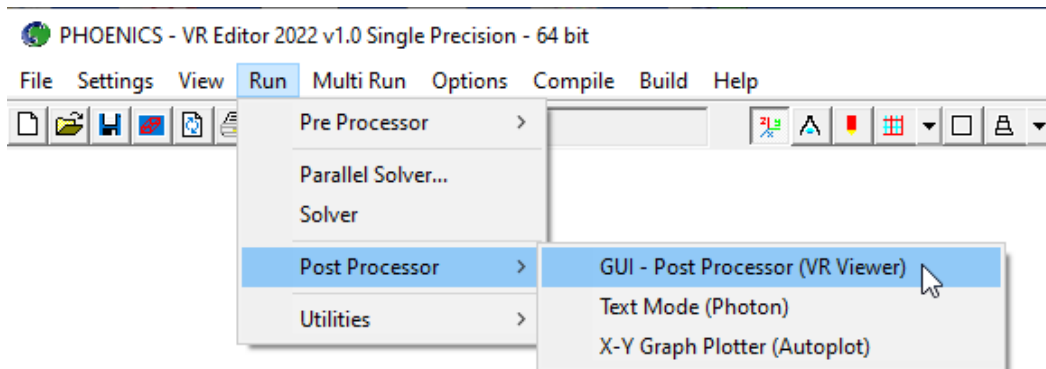 PHOENICS - VR Editor 2022 v1.0 Single Precision - 64 bit
File Settings View Run Multi Run Options Compile Build Help
Pre Processor
Parallel Solver...
Solver
Post Processor
GUI - Post Processor (VR Viewer)
Text Mode (Photon)
Utilities
X-Y Graph Plotter (Autoplot)